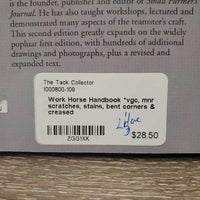 is the founder, publisher and editor of Small Farmer's
Journal. He has also taught workshops, lectured and
demonstrated many aspects of the teamster's craft.
This second edition greatly expands on the widely
popluar first edition, with hundreds of additional
drawings and photographs, plus a revised and
expanded text.
The Tack Collector
1000800-109
Work Horse Handbook *vgc, mnr
scratches, stains, bent corners &
creased
ZGG1XK
$28.50